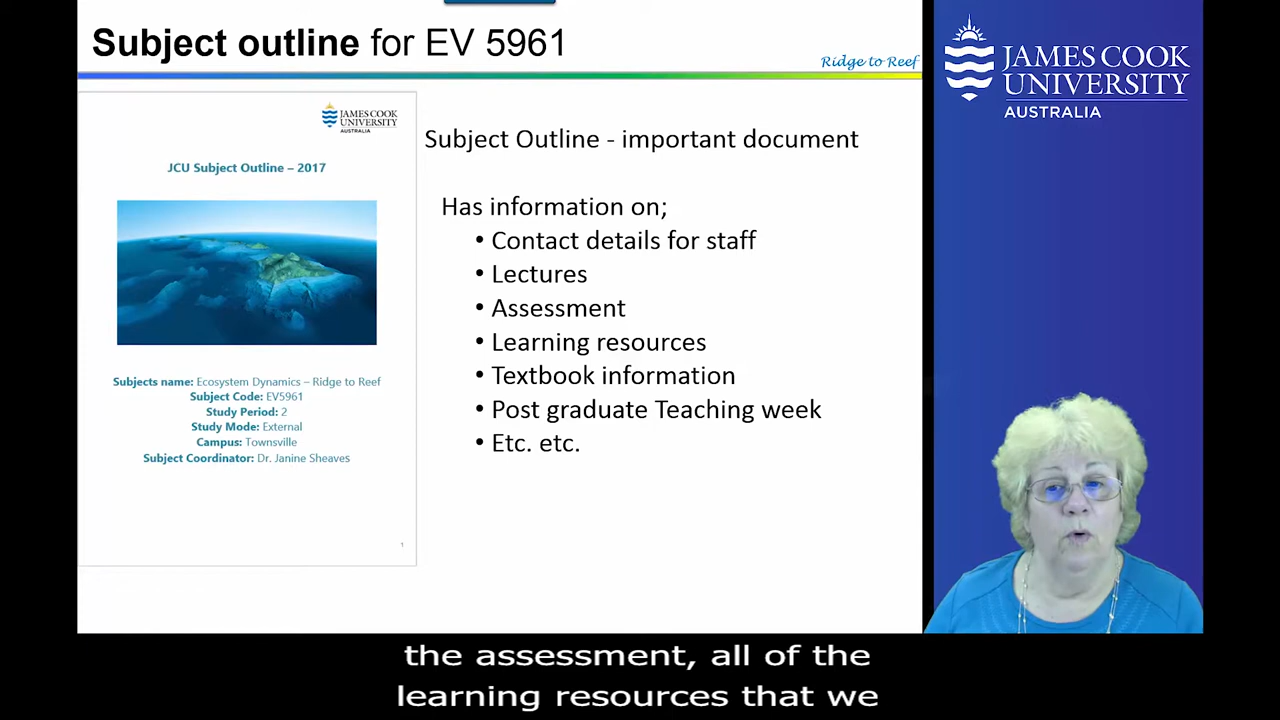 Subject outline for EV 5961
Ridge to Reef
JAMES COOK
UNIVERSITY
AUSTRALIA
JCU Subject Outline – 2017
Subjects name: Ecosystem Dynamics – Ridge to Reef
Subject Code: EV5961
Study Period: 2
Study Mode: External
Campus: Townsville
Subject Coordinator: Dr. Janine Sheaves
1
Subject Outline - important document
Has information on;
• Contact details for staff
• Lectures
• Assessment
• Learning resources
• Textbook information
• Post graduate Teaching week
• Etc. etc.
JAMES COOK
UNIVERSITY
AUSTRALIA
the assessment, all of the
learning resources that we